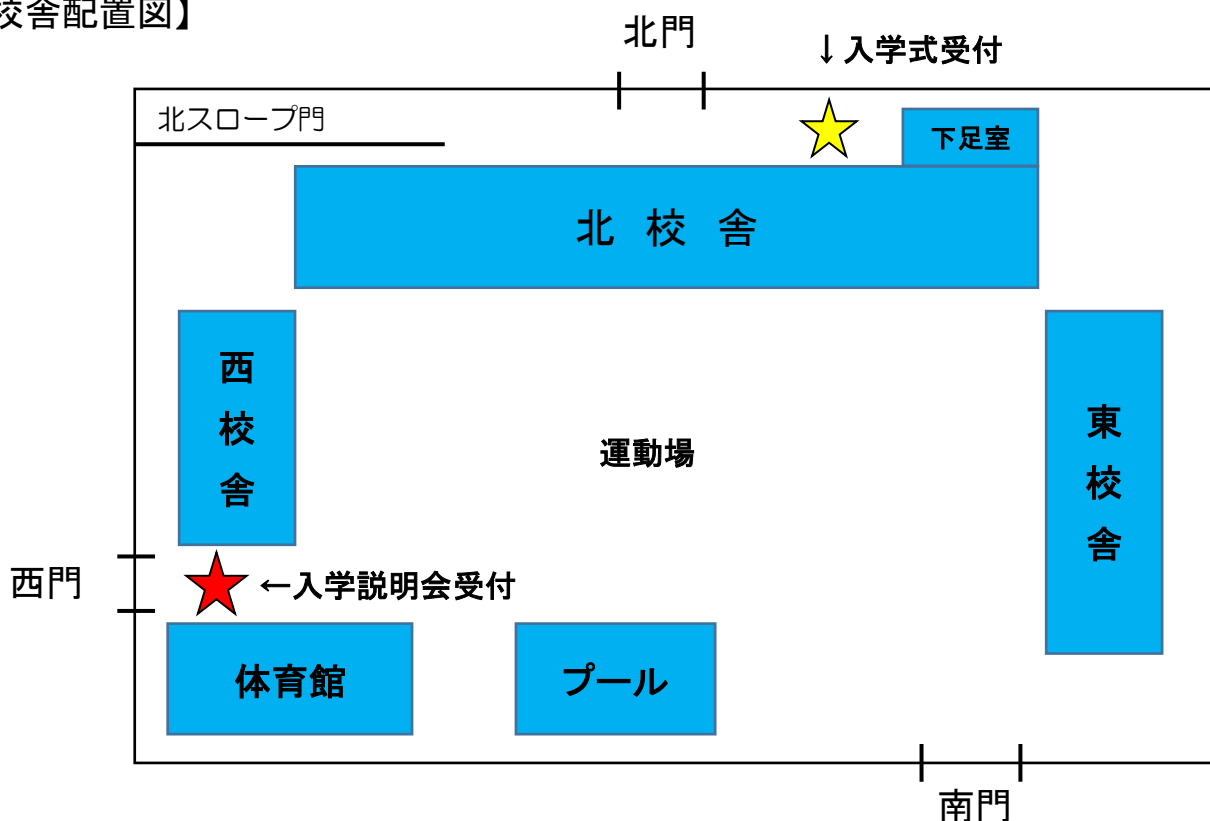 校舎配置図】
北門
↓入学式受付
北スロープ門
下足室
北校舎
西校舎
東校舎
運動場
西門
←入学説明会受付
体育館
プール
南門